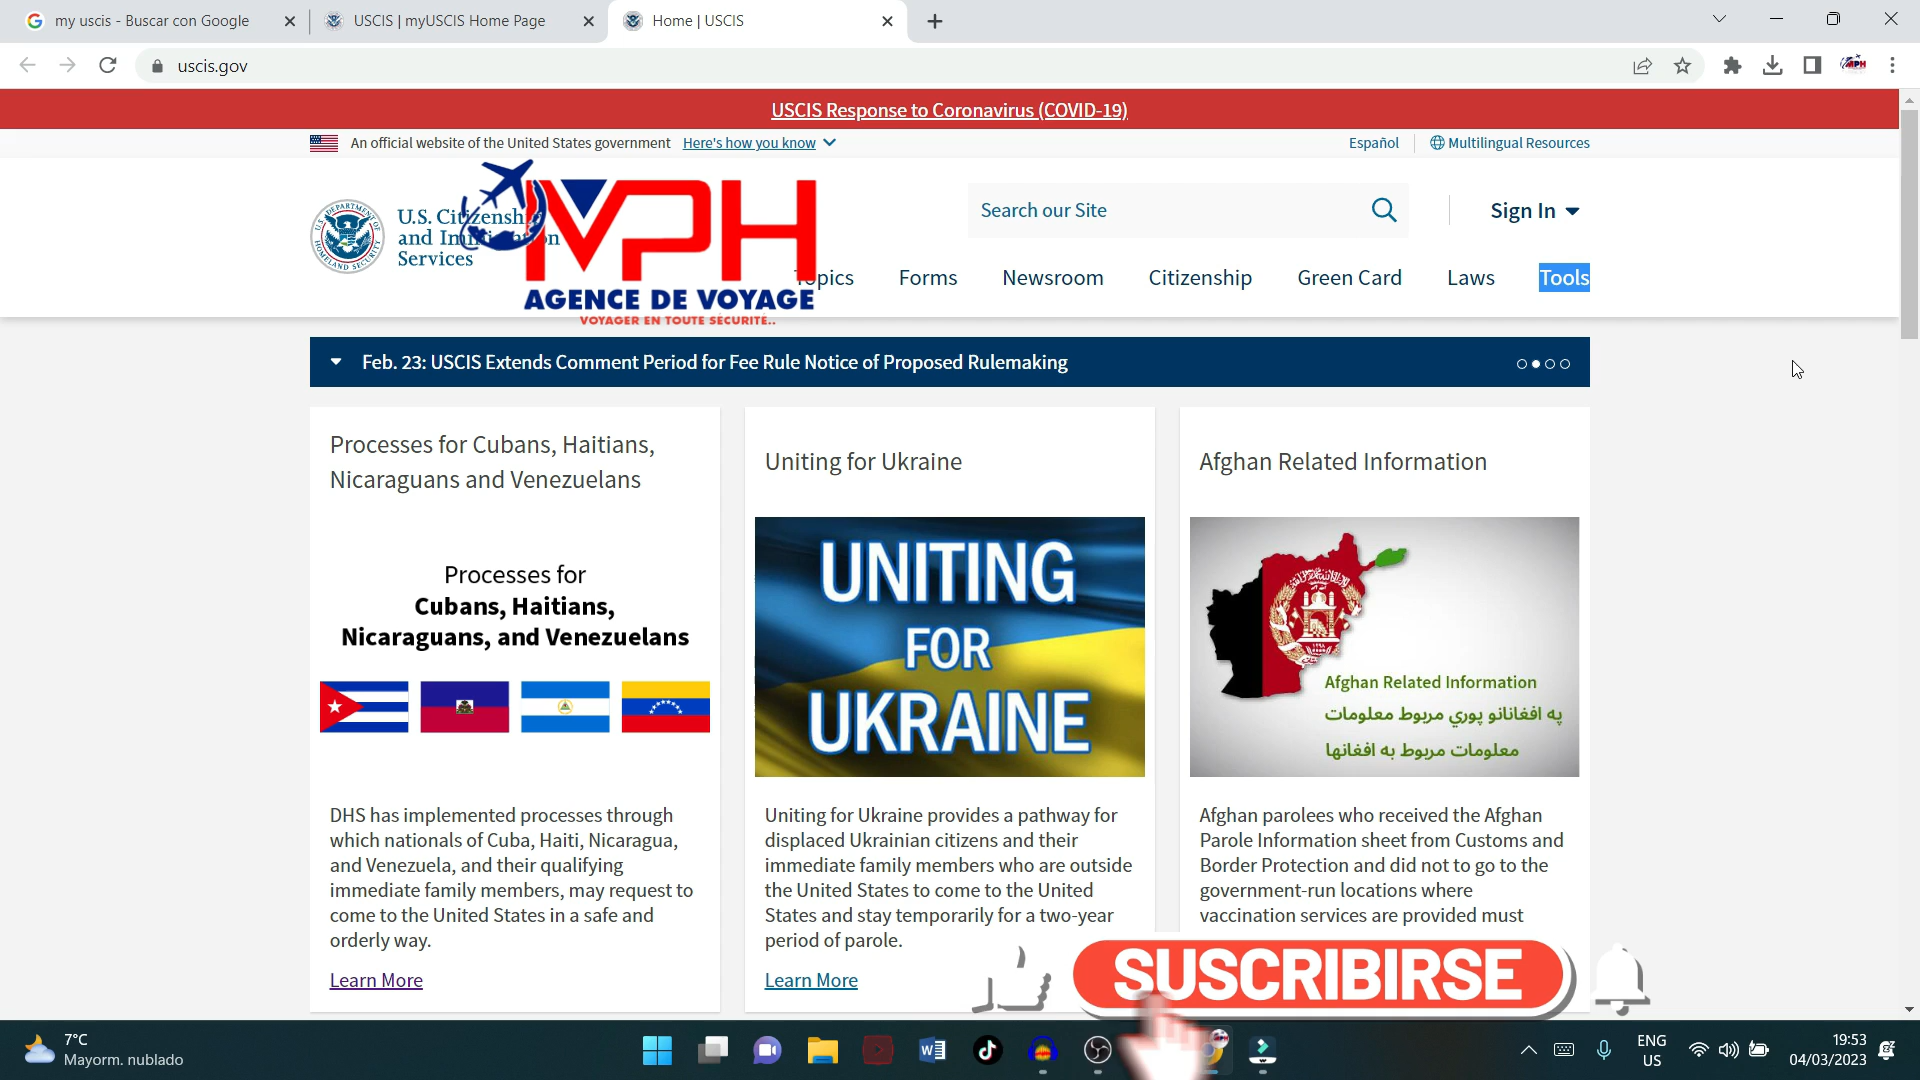 my uscis - Buscar con Google
USCIS | myUSCIS Home Page
Home | USCIS
uscis.gov
USCIS Response to Coronavirus (COVID-19)
An official website of the United States government Here's how you know
Español
Multilingual Resources
U.S. Citizenship
and Immigration
Services
MPH
AGENCE DE VOYAGE
VOYAGER EN TOUTE SÉCURITÉ..
Search our Site
Sign In
Topics
Forms
Newsroom
Citizenship
Green Card
Laws
Tools
Feb. 23: USCIS Extends Comment Period for Fee Rule Notice of Proposed Rulemaking
Processes for Cubans, Haitians,
Nicaraguans and Venezuelans
Processes for
Cubans, Haitians,
Nicaraguans, and Venezuelans
DHS has implemented processes through
which nationals of Cuba, Haiti, Nicaragua,
and Venezuela, and their qualifying
immediate family members, may request to
come to the United States in a safe and
orderly way.
Learn More
Uniting for Ukraine
UNITING
FOR
UKRAINE
Uniting for Ukraine provides a pathway for
displaced Ukrainian citizens and their
immediate family members who are outside
the United States to come to the United
States and stay temporarily for a two-year
period of parole.
Learn More
Afghan Related Information
Afghan Related Information
په افغانانو پورې مربوط معلومات
معلومات مربوط به افغانها
Afghan parolees who received the Afghan
Parole Information sheet from Customs and
Border Protection and did not to go to the
government-run locations where
vaccination services are provided must
SUSCRIBIRSE
7°C
Mayorm. nublado
ENG
US
19:53
04/03/2023